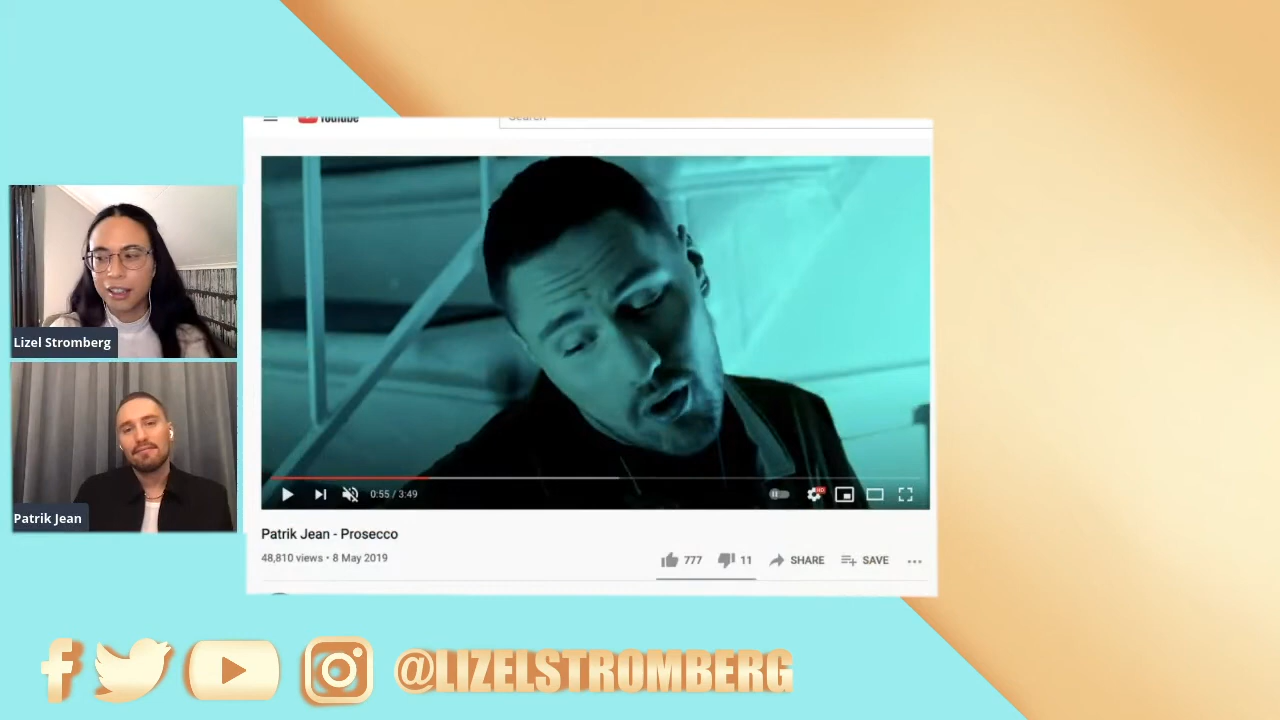 YouTube
Search
Lizel Stromberg
Patrik Jean
0:55 / 3:49
HD
Patrik Jean - Prosecco
48,810 views • 8 May 2019
777 11 SHARE SAVE
@LIZELSTROMBERG